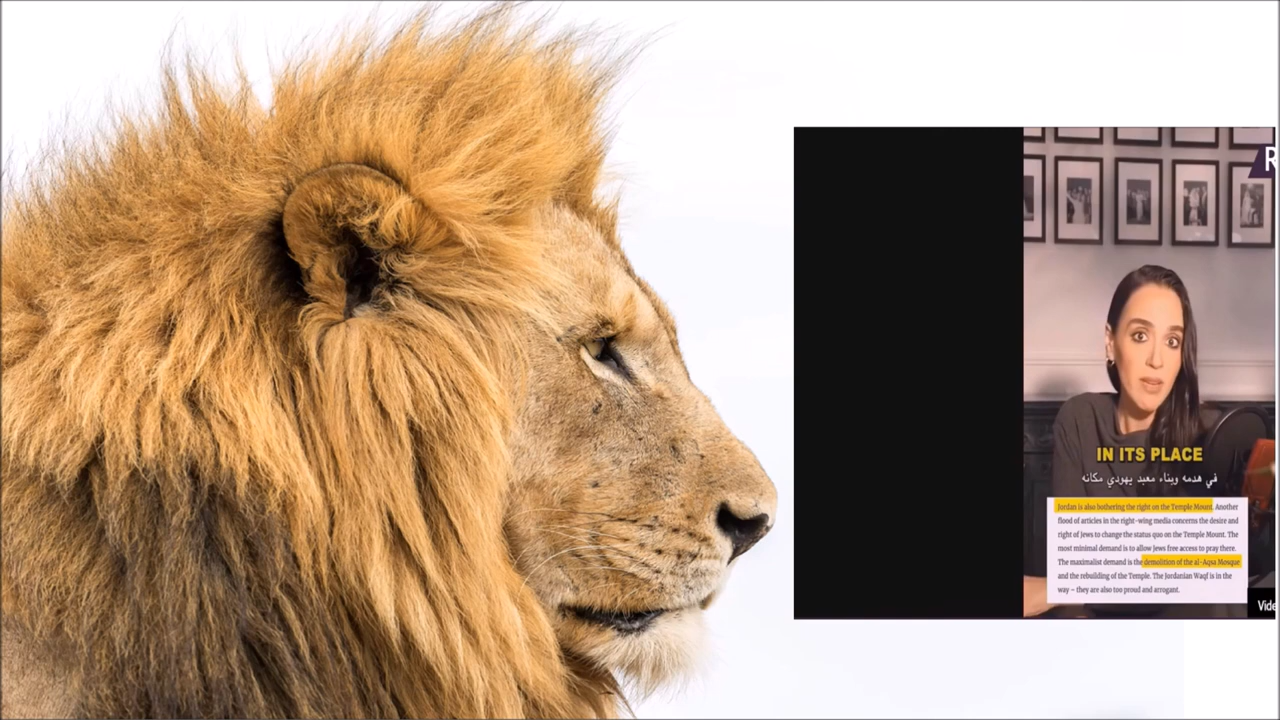 R
IN ITS PLACE
في هدمه وبناء معبد يهودي مكانه
Jordan is also bothering the right on the Temple Mount. Another
flood of articles in the right-wing media concerns the desire and
right of Jews to change the status quo on the Temple Mount. The
most minimal demand is to allow Jews free access to pray there.
The maximalist demand is the demolition of the al-Aqsa Mosque
and the rebuilding of the Temple. The Jordanian Waqf is in the
way – they are also too proud and arrogant.
Vide